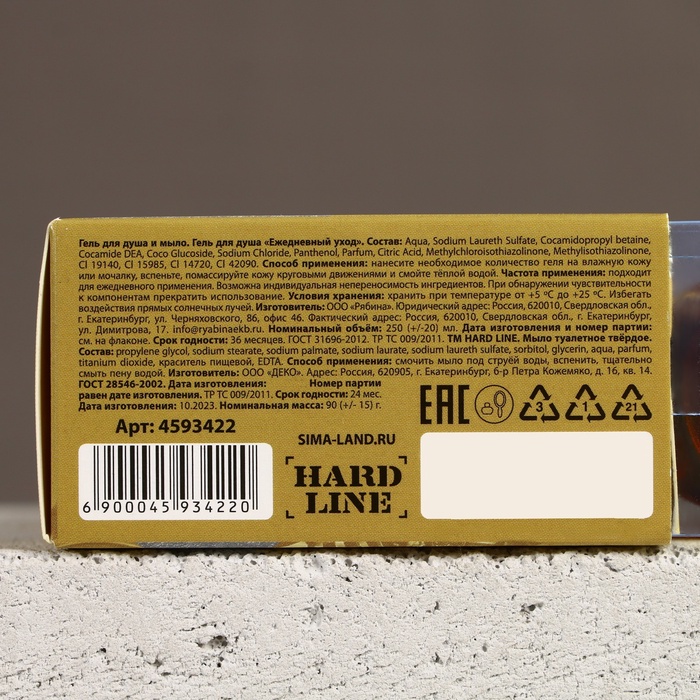 Гель для душа и мыло. Гель для душа «Ежедневный уход». Состав: Aqua, Sodium Laureth Sulfate, Cocamidopropyl betaine,
Cocamide DEA, Coco Glucoside, Sodium Chloride, Panthenol, Parfum, Citric Acid, Methylchloroisothiazolinone, Methylisothiazolinone,
Cl 19140, Cl 15985, Cl 14720, Cl 42090. Способ применения: нанесите необходимое количество геля на влажную кожу
или мочалку, вспеньте, помассируйте кожу круговыми движениями и смойте тёплой водой. Частота применения: подходит
для ежедневного применения. Возможна индивидуальная непереносимость ингредиентов. При обнаружении чувствительности
к компонентам прекратить использование. Условия хранения: хранить при температуре от +5 ºC до +25 ºC. Избегать
воздействия прямых солнечных лучей. Изготовитель: ООО «Рябина». Юридический адрес: Россия, 620010, Свердловская обл.,
г. Екатеринбург, ул. Черняховского, 86, офис 46. Фактический адрес: Россия, 620010, Свердловская обл., г. Екатеринбург,
ул. Димитрова, 17. info@ryabinaekb.ru. Номинальный объём: 250 (+/-20) мл. Дата изготовления и номер партии:
см. на флаконе. Срок годности: 36 месяцев. ГОСТ 31696-2012. ТР ТС 009/2011. ТМ HARD LINE. Мыло туалетное твёрдое.
Состав: propylene glycol, sodium stearate, sodium palmate, sodium laurate, sodium laureth sulfate, sorbitol, glycerin, aqua, parfum,
titanium dioxide, краситель пищевой, EDTA. Способ применения: смочить мыло под струёй воды, вспенить, тщательно
смыть пену водой. Изготовитель: ООО «ДЕКО». Адрес: Россия, 620905, г. Екатеринбург, б-р Петра Кожемяко, д. 16, кв. 14.
ГОСТ 28546-2002. Дата изготовления: Номер партии
равен дате изготовления. ТР ТС 009/2011. Срок годности: 24 мес.
Дата изготовления: 10.2023. Номинальная масса: 90 (+/- 15) г.
EAC 3 1 21
Арт: 4593422
SIMA-LAND.RU
HARD
LINE
6 900045 934220